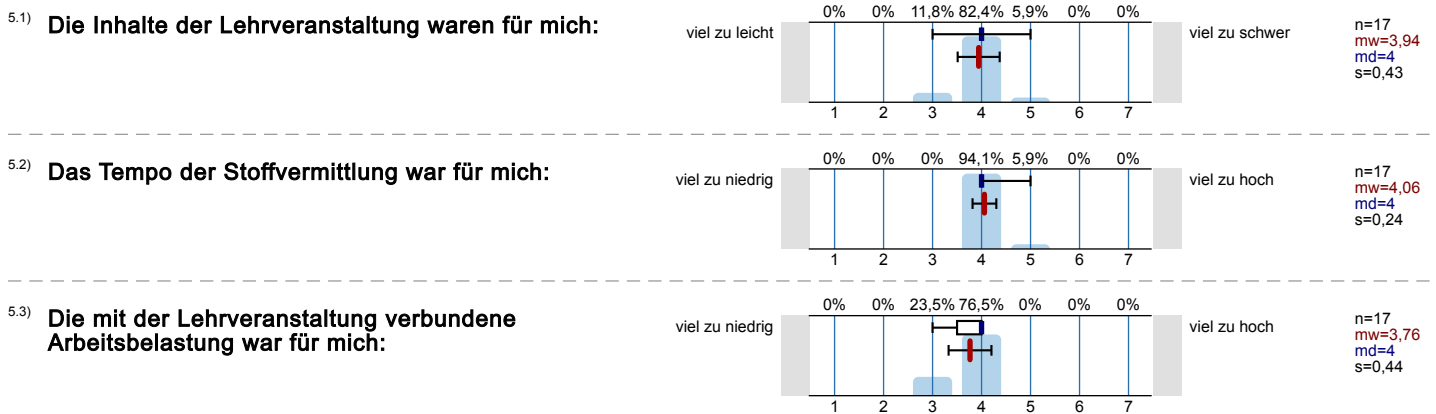 5.1) Die Inhalte der Lehrveranstaltung waren für mich:
0% 0% 11,8% 82,4% 5,9% 0% 0%
viel zu leicht
viel zu schwer
n=17
mw=3,94
md=4
s=0,43
1 2 3 4 5 6 7
5.2) Das Tempo der Stoffvermittlung war für mich:
0% 0% 0% 94,1% 5,9% 0% 0%
viel zu niedrig
viel zu hoch
n=17
mw=4,06
md=4
s=0,24
1 2 3 4 5 6 7
5.3) Die mit der Lehrveranstaltung verbundene
Arbeitsbelastung war für mich:
0% 0% 23,5% 76,5% 0% 0% 0%
viel zu niedrig
viel zu hoch
n=17
mw=3,76
md=4
s=0,44
1 2 3 4 5 6 7